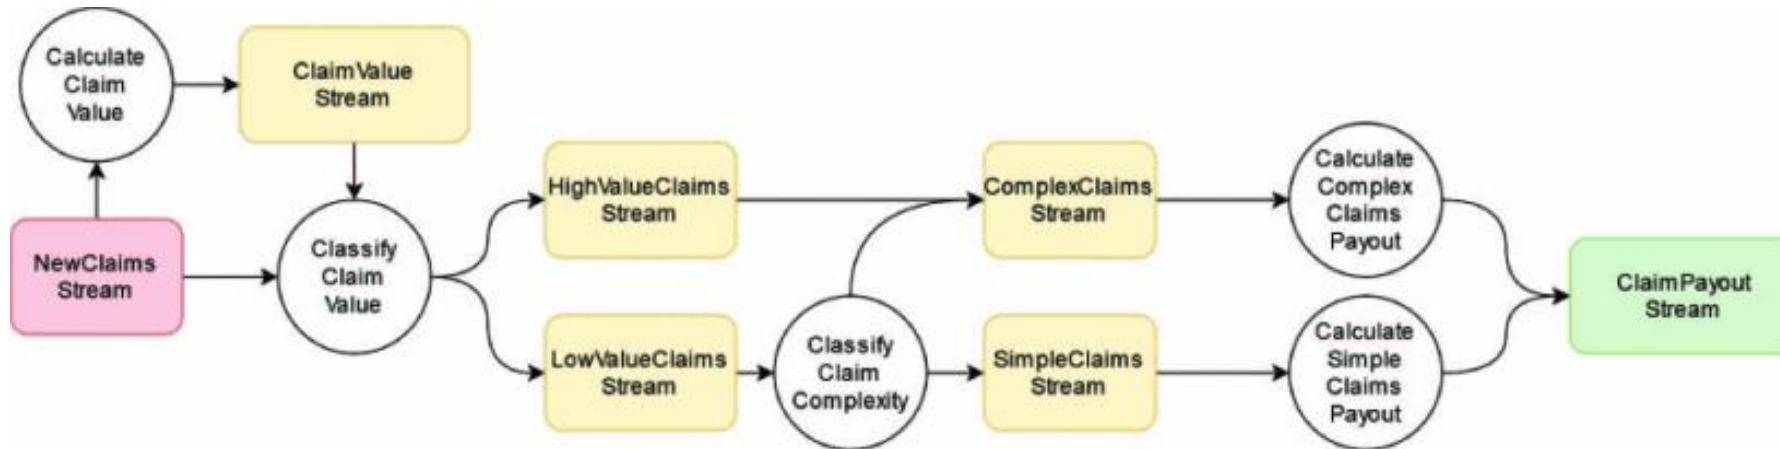 Calculate
Claim
Value
ClaimValue
Stream
NewClaims
Stream
Classify
Claim
Value
HighValueClaims
Stream
LowValueClaims
Stream
Classify
Claim
Complexity
ComplexClaims
Stream
SimpleClaims
Stream
Calculate
Complex
Claims
Payout
Calculate
Simple
Claims
Payout
ClaimPayout
Stream